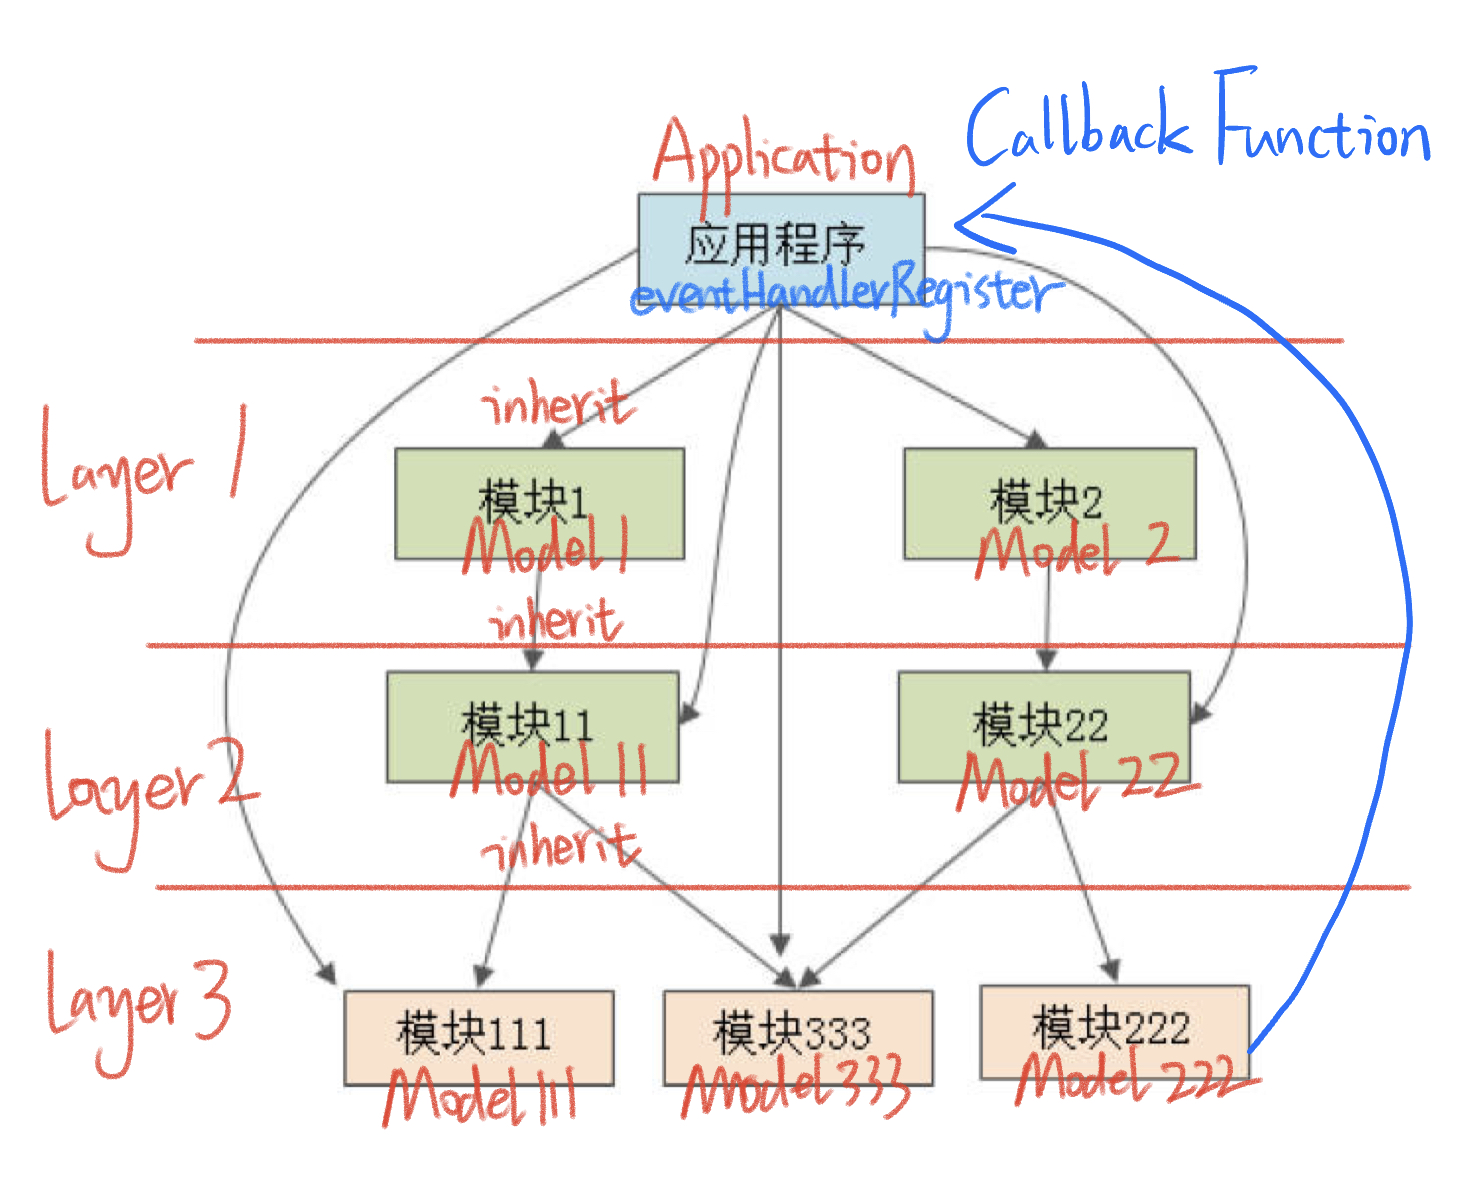 Callback Function
Application
应用程序
eventHandlerRegister
inherit
Layer 1
模块1
Model 1
模块2
Model 2
inherit
Layer 2
模块11
Model 11
模块22
Model 22
inherit
Layer 3
模块111
Model 111
模块333
Model 333
模块222
Model 222